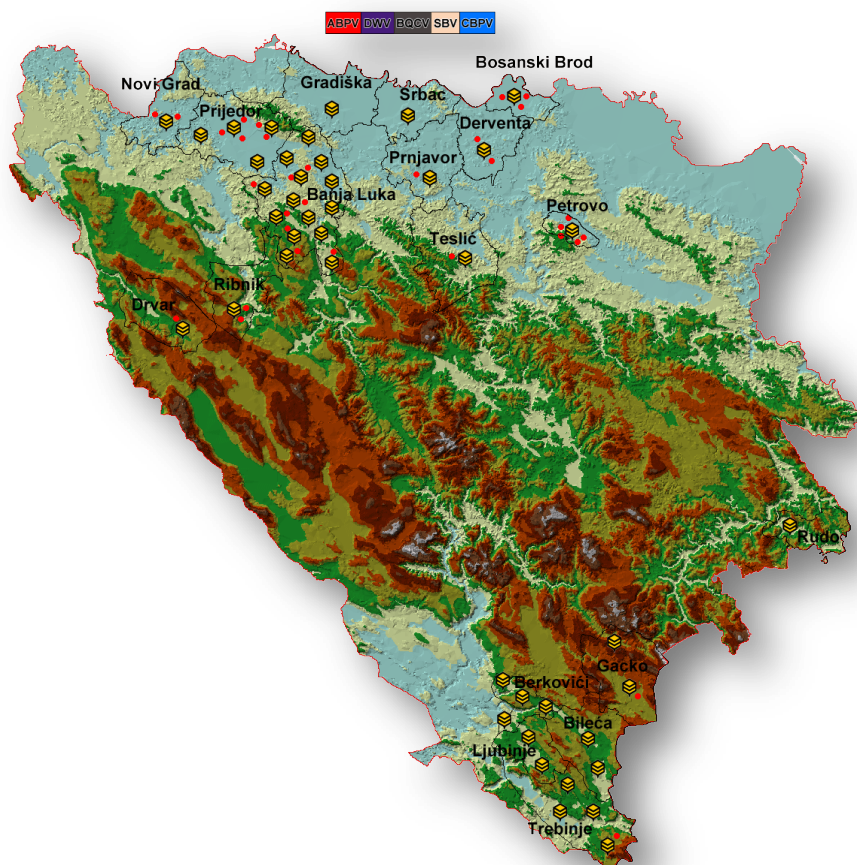 ABPV DWV BQCV SBV CBPV
Bosanski Brod
Novi Grad
Gradiška
Srbac
Prijedor
Derventa
Prnjavor
Banja Luka
Petrovo
Teslić
Ribnik
Drvar
Rudo
Gacko
Berkovići
Bileća
Ljubinje
Trebinje